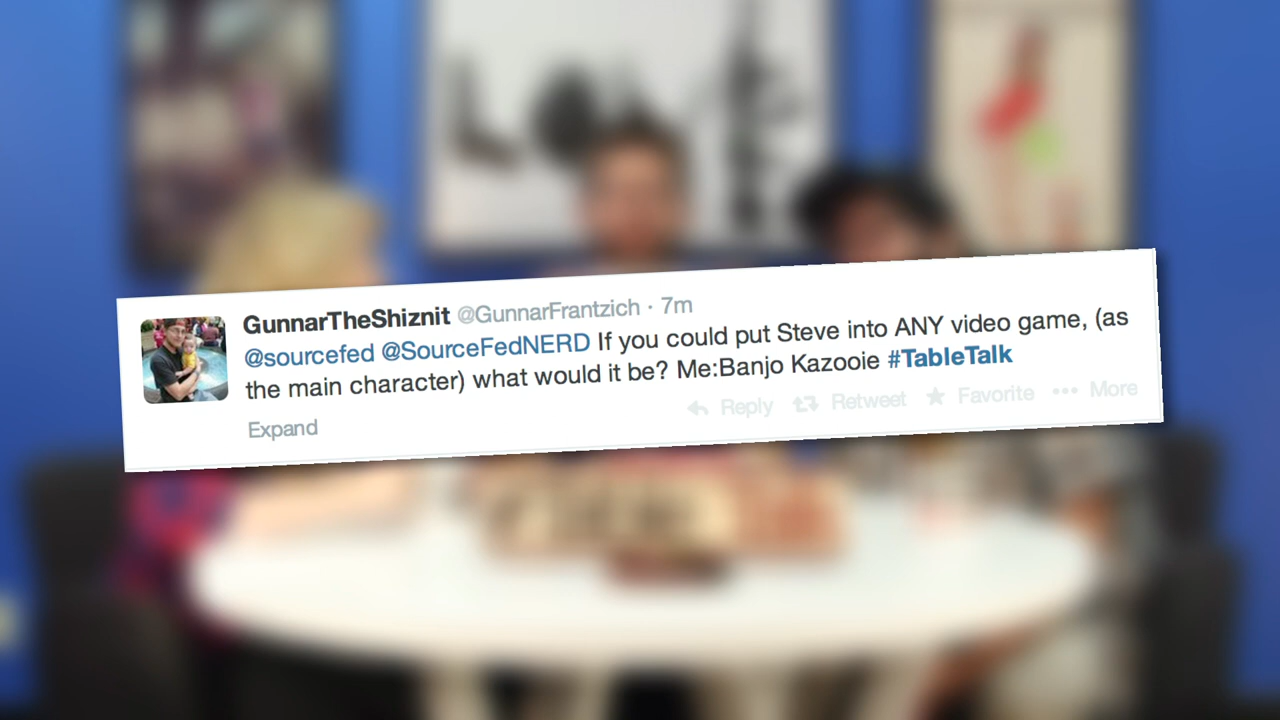 GunnarTheShiznit @GunnarFrantzich · 7m
@sourcefed @SourceFedNERD If you could put Steve into ANY video game, (as
the main character) what would it be? Me:Banjo Kazooie #TableTalk
Reply Retweet Favorite More
Expand